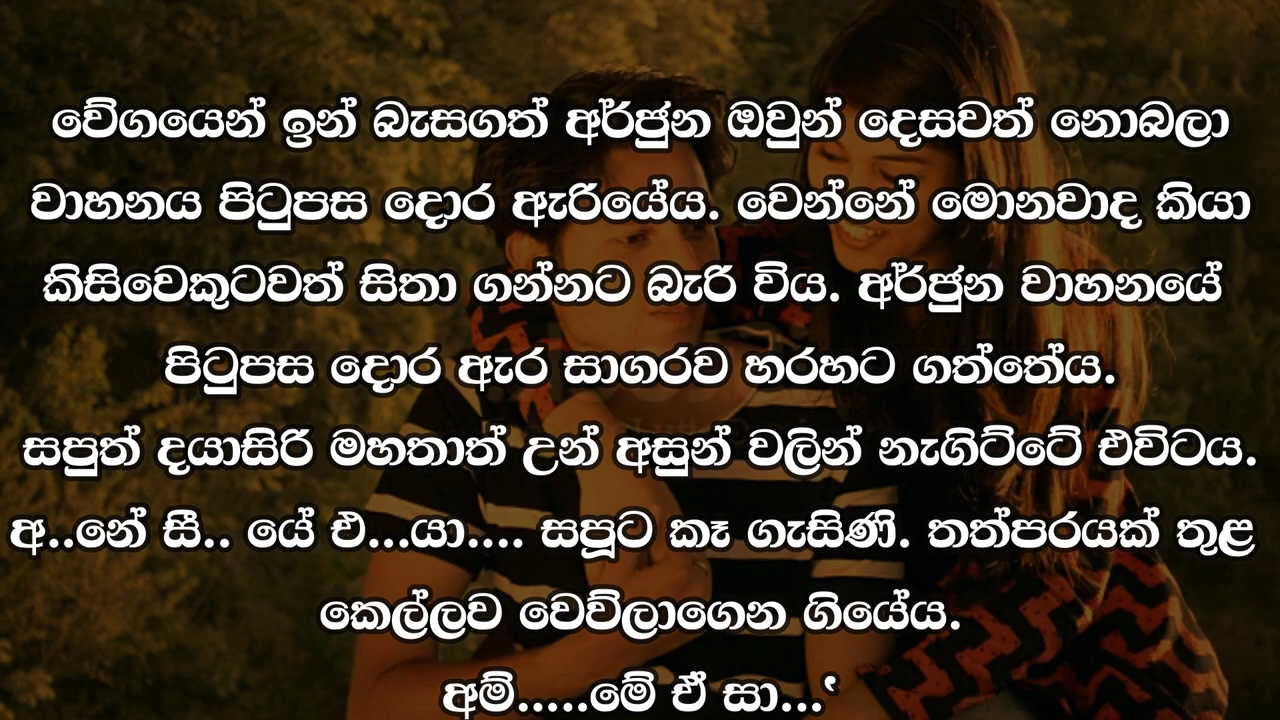 වේගයෙන් ඉන් බැසගත් අර්ජුන ඔවුන් දෙසවත් නොබලා
වාහනය පිටුපස දොර ඇරියේය. වෙන්නේ මොනවාද කියා
කිසිවෙකුටවත් සිතා ගන්නට බැරි විය. අර්ජුන වාහනයේ
පිටුපස දොර ඇර සාගරව හරහට ගත්තේය.
සපුත් දයාසිරි මහතාත් උන් අසුන් වලින් නැගිට්ටේ එවිටය.
අ..නේ සී.. යේ එ...යා.... සපූට කෑ ගැසිණි. තත්පරයක් තුළ
කෙල්ලව වෙව්ලාගෙන ගියේය.
අම්.....මේ ඒ සා...‛